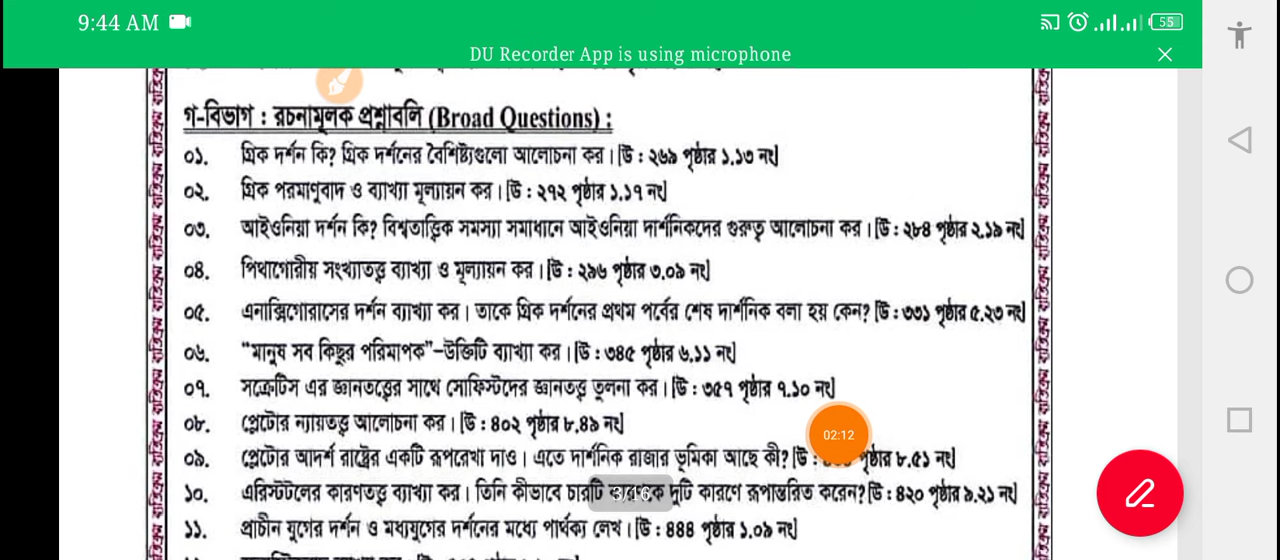 9:44 AM
55
DU Recorder App is using microphone
গ-বিভাগ : রচনামূলক প্রশ্নাবলি (Broad Questions) :
০১. গ্রিক দর্শন কি? গ্রিক দর্শনের বৈশিষ্ট্যগুলো আলোচনা কর। [উ : ২৬৯ পৃষ্ঠার ১.১৩ নং]
০২. গ্রিক পরমাণুবাদ ও ব্যাখ্যা মূল্যায়ন কর। [উ : ২৭২ পৃষ্ঠার ১.১৭ নং]
০৩. আইওনিয়া দর্শন কি? বিশ্বতাত্ত্বিক সমস্যা সমাধানে আইওনিয়া দার্শনিকদের গুরুত্ব আলোচনা কর। [উ : ২৮৪ পৃষ্ঠার ২.১৯ নং]
০৪. পিথাগোরীয় সংখ্যাতত্ত্ব ব্যাখ্যা ও মূল্যায়ন কর। [উ : ২৯৬ পৃষ্ঠার ৩.০৯ নং]
০৫. এনাক্সিগোরাসের দর্শন ব্যাখ্যা কর। তাকে গ্রিক দর্শনের প্রথম পর্বের শেষ দার্শনিক বলা হয় কেন? [উ : ৩৩১ পৃষ্ঠার ৫.২৩ নং]
০৬. “মানুষ সব কিছুর পরিমাপক”-উক্তিটি ব্যাখ্যা কর। [উ : ৩৪৫ পৃষ্ঠার ৬.১১ নং]
০৭. সক্রেটিস এর জ্ঞানতত্ত্বের সাথে সোফিস্টদের জ্ঞানতত্ত্ব তুলনা কর। [উ : ৩৫৭ পৃষ্ঠার ৭.১০ নং]
০৮. প্লেটোর ন্যায়তত্ত্ব আলোচনা কর। [উ : ৪০২ পৃষ্ঠার ৮.৪৯ নং]
02:12
০৯. প্লেটোর আদর্শ রাষ্ট্রের একটি রূপরেখা দাও। এতে দার্শনিক রাজার ভূমিকা আছে কী? [উ : পৃষ্ঠার ৮.৫১ নং]
১০. এরিস্টটলের কারণতত্ত্ব ব্যাখ্যা কর। তিনি কীভাবে চারটি দুটি কারণে রূপান্তরিত করেন? [উ : ৪২০ পৃষ্ঠার ৯.২১ নং]
3/16
১১. প্রাচীন যুগের দর্শন ও মধ্যযুগের দর্শনের মধ্যে পার্থক্য লেখ। [উ : ৪৪৪ পৃষ্ঠার ১.০৯ নং]